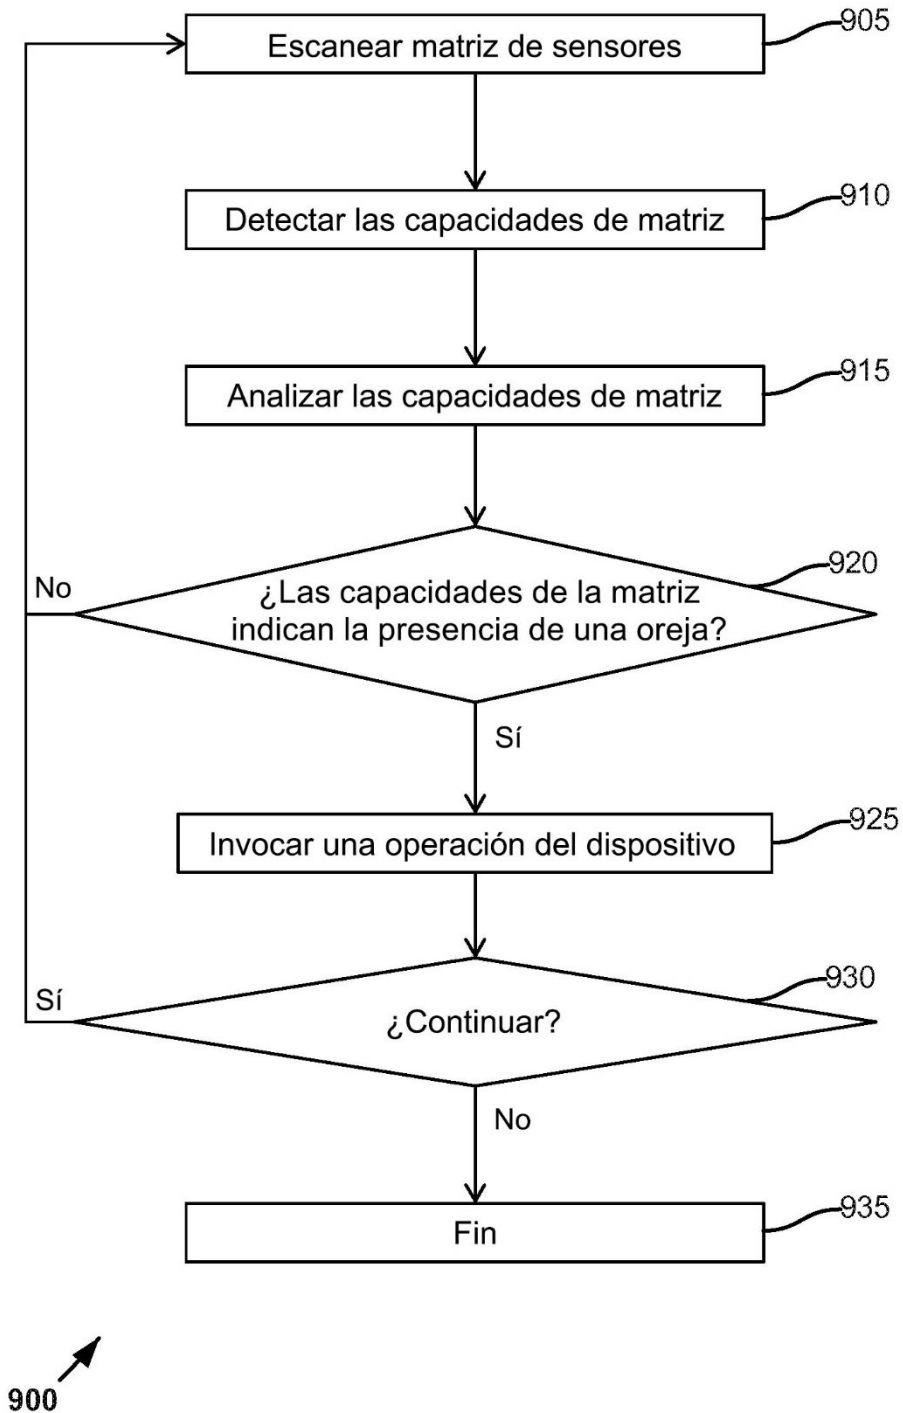 905
Escanear matriz de sensores
910
Detectar las capacidades de matriz
915
Analizar las capacidades de matriz
920
No
¿Las capacidades de la matriz
indican la presencia de una oreja?
Sí
925
Invocar una operación del dispositivo
930
Sí
¿Continuar?
No
935
Fin
900